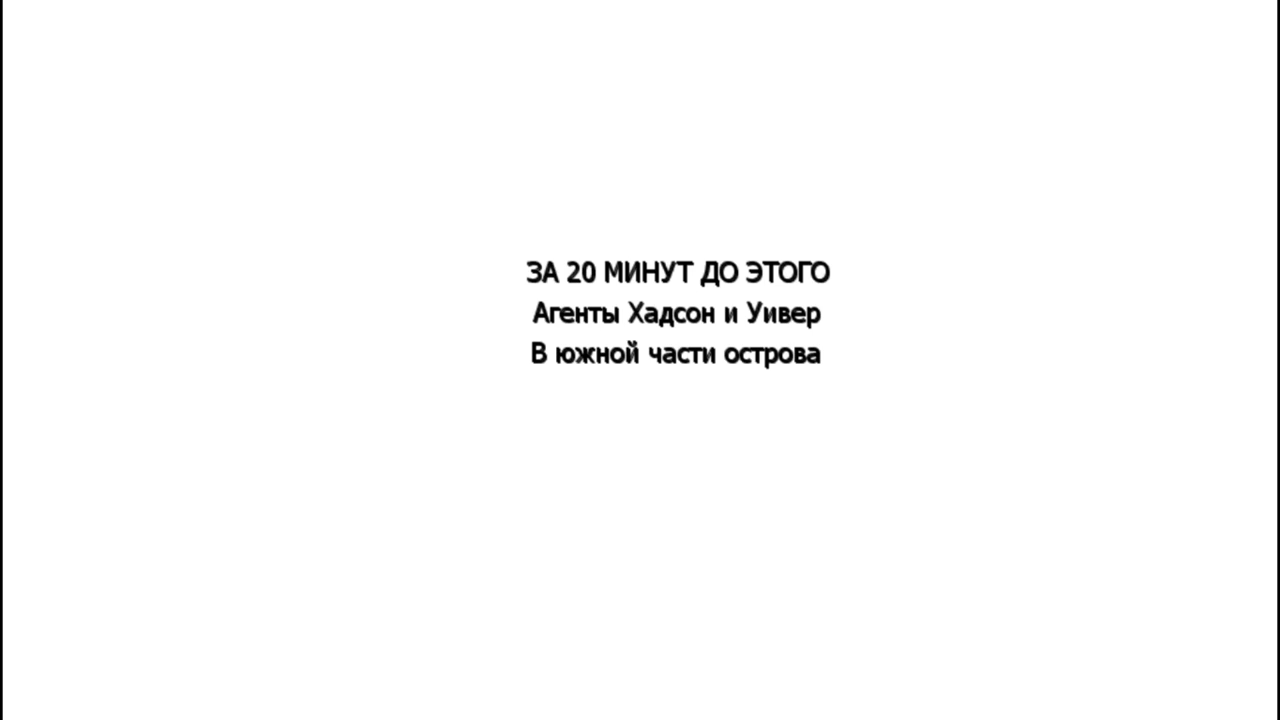 ЗА 20 МИНУТ ДО ЭТОГО
Агенты Хадсон и Уивер
В южной части острова